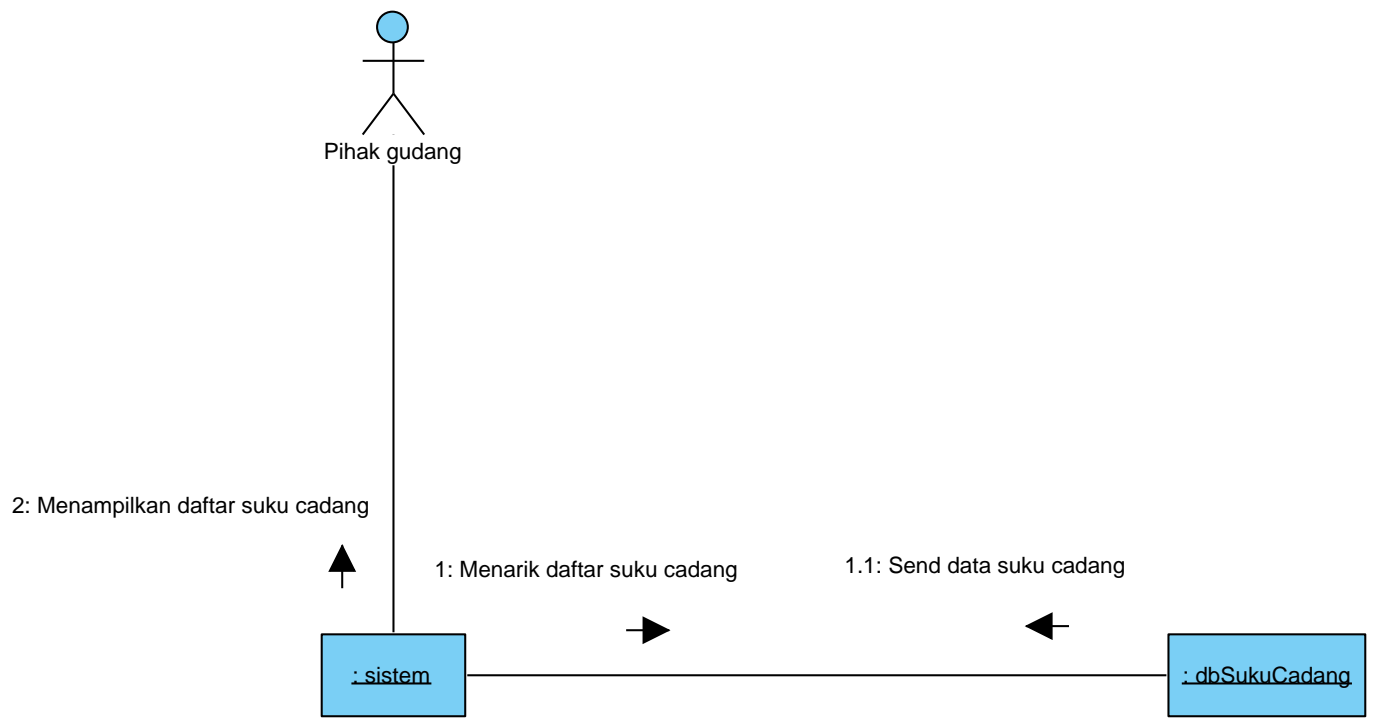 Pihak gudang
2: Menampilkan daftar suku cadang
1: Menarik daftar suku cadang
1.1: Send data suku cadang
: sistem
: dbSukuCadang